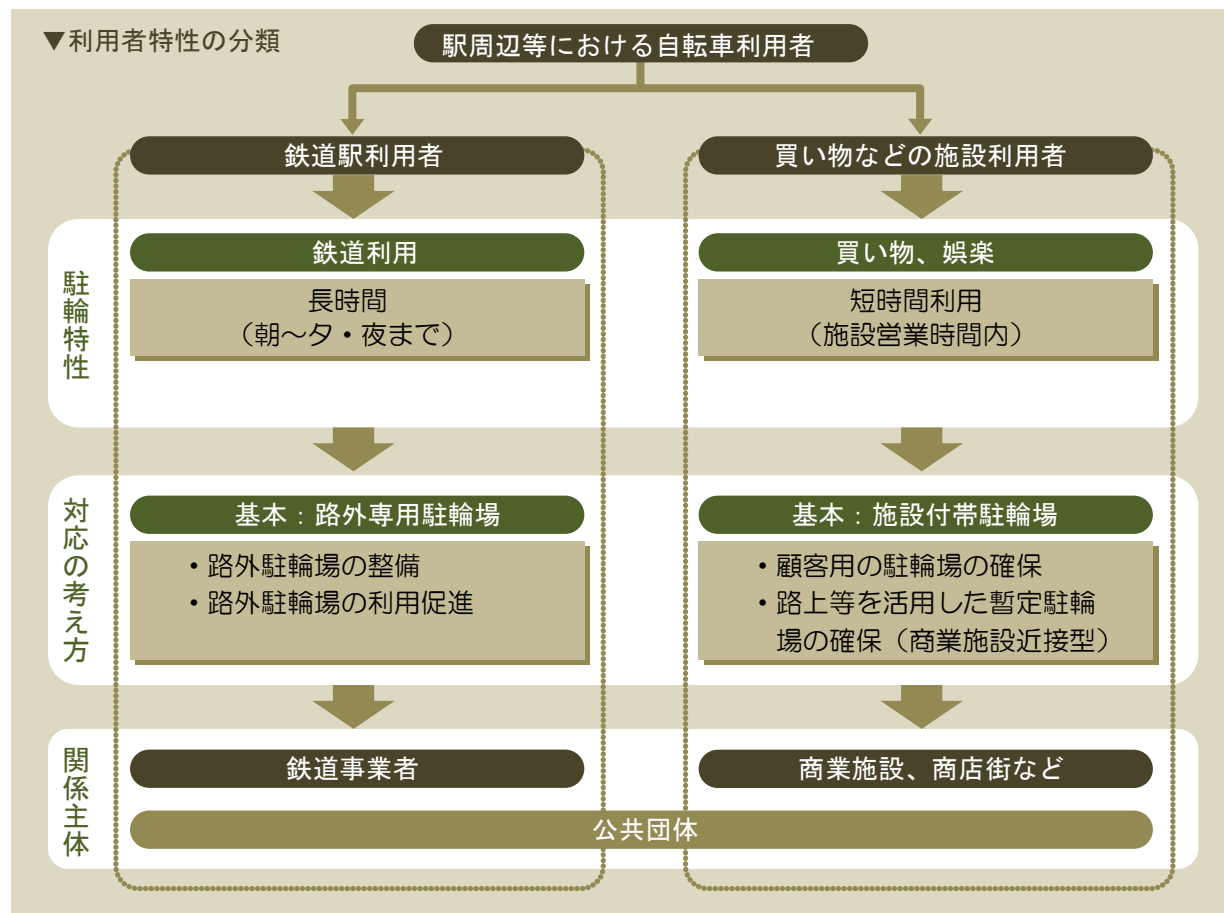 ▼利用者特性の分類
駅周辺等における自転車利用者
鉄道駅利用者
買い物などの施設利用者
駐輪特性
鉄道利用
長時間
（朝～夕・夜まで）
買い物、娯楽
短時間利用
（施設営業時間内）
対応の考え方
基本：路外専用駐輪場
・路外駐輪場の整備
・路外駐輪場の利用促進
基本：施設付帯駐輪場
・顧客用の駐輪場の確保
・路上等を活用した暫定駐輪
場の確保（商業施設近接型）
関係主体
鉄道事業者
商業施設、商店街など
公共団体